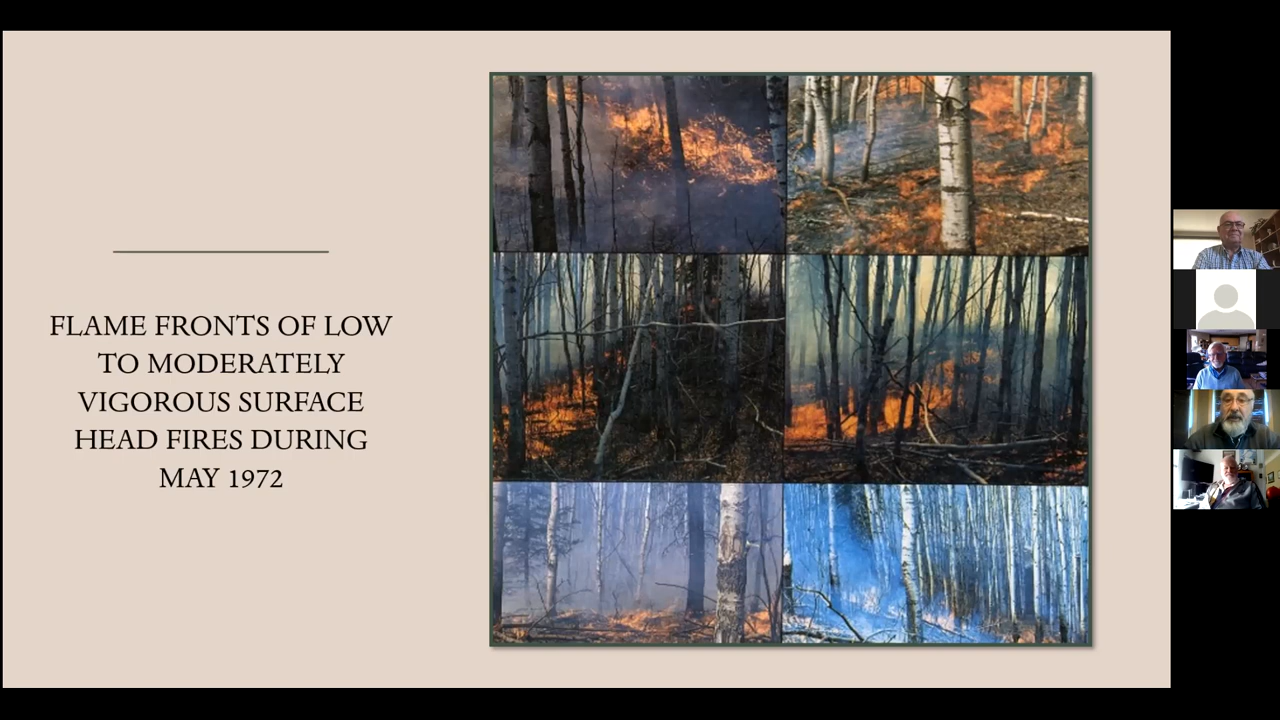 FLAME FRONTS OF LOW
TO MODERATELY
VIGOROUS SURFACE
HEAD FIRES DURING
MAY 1972